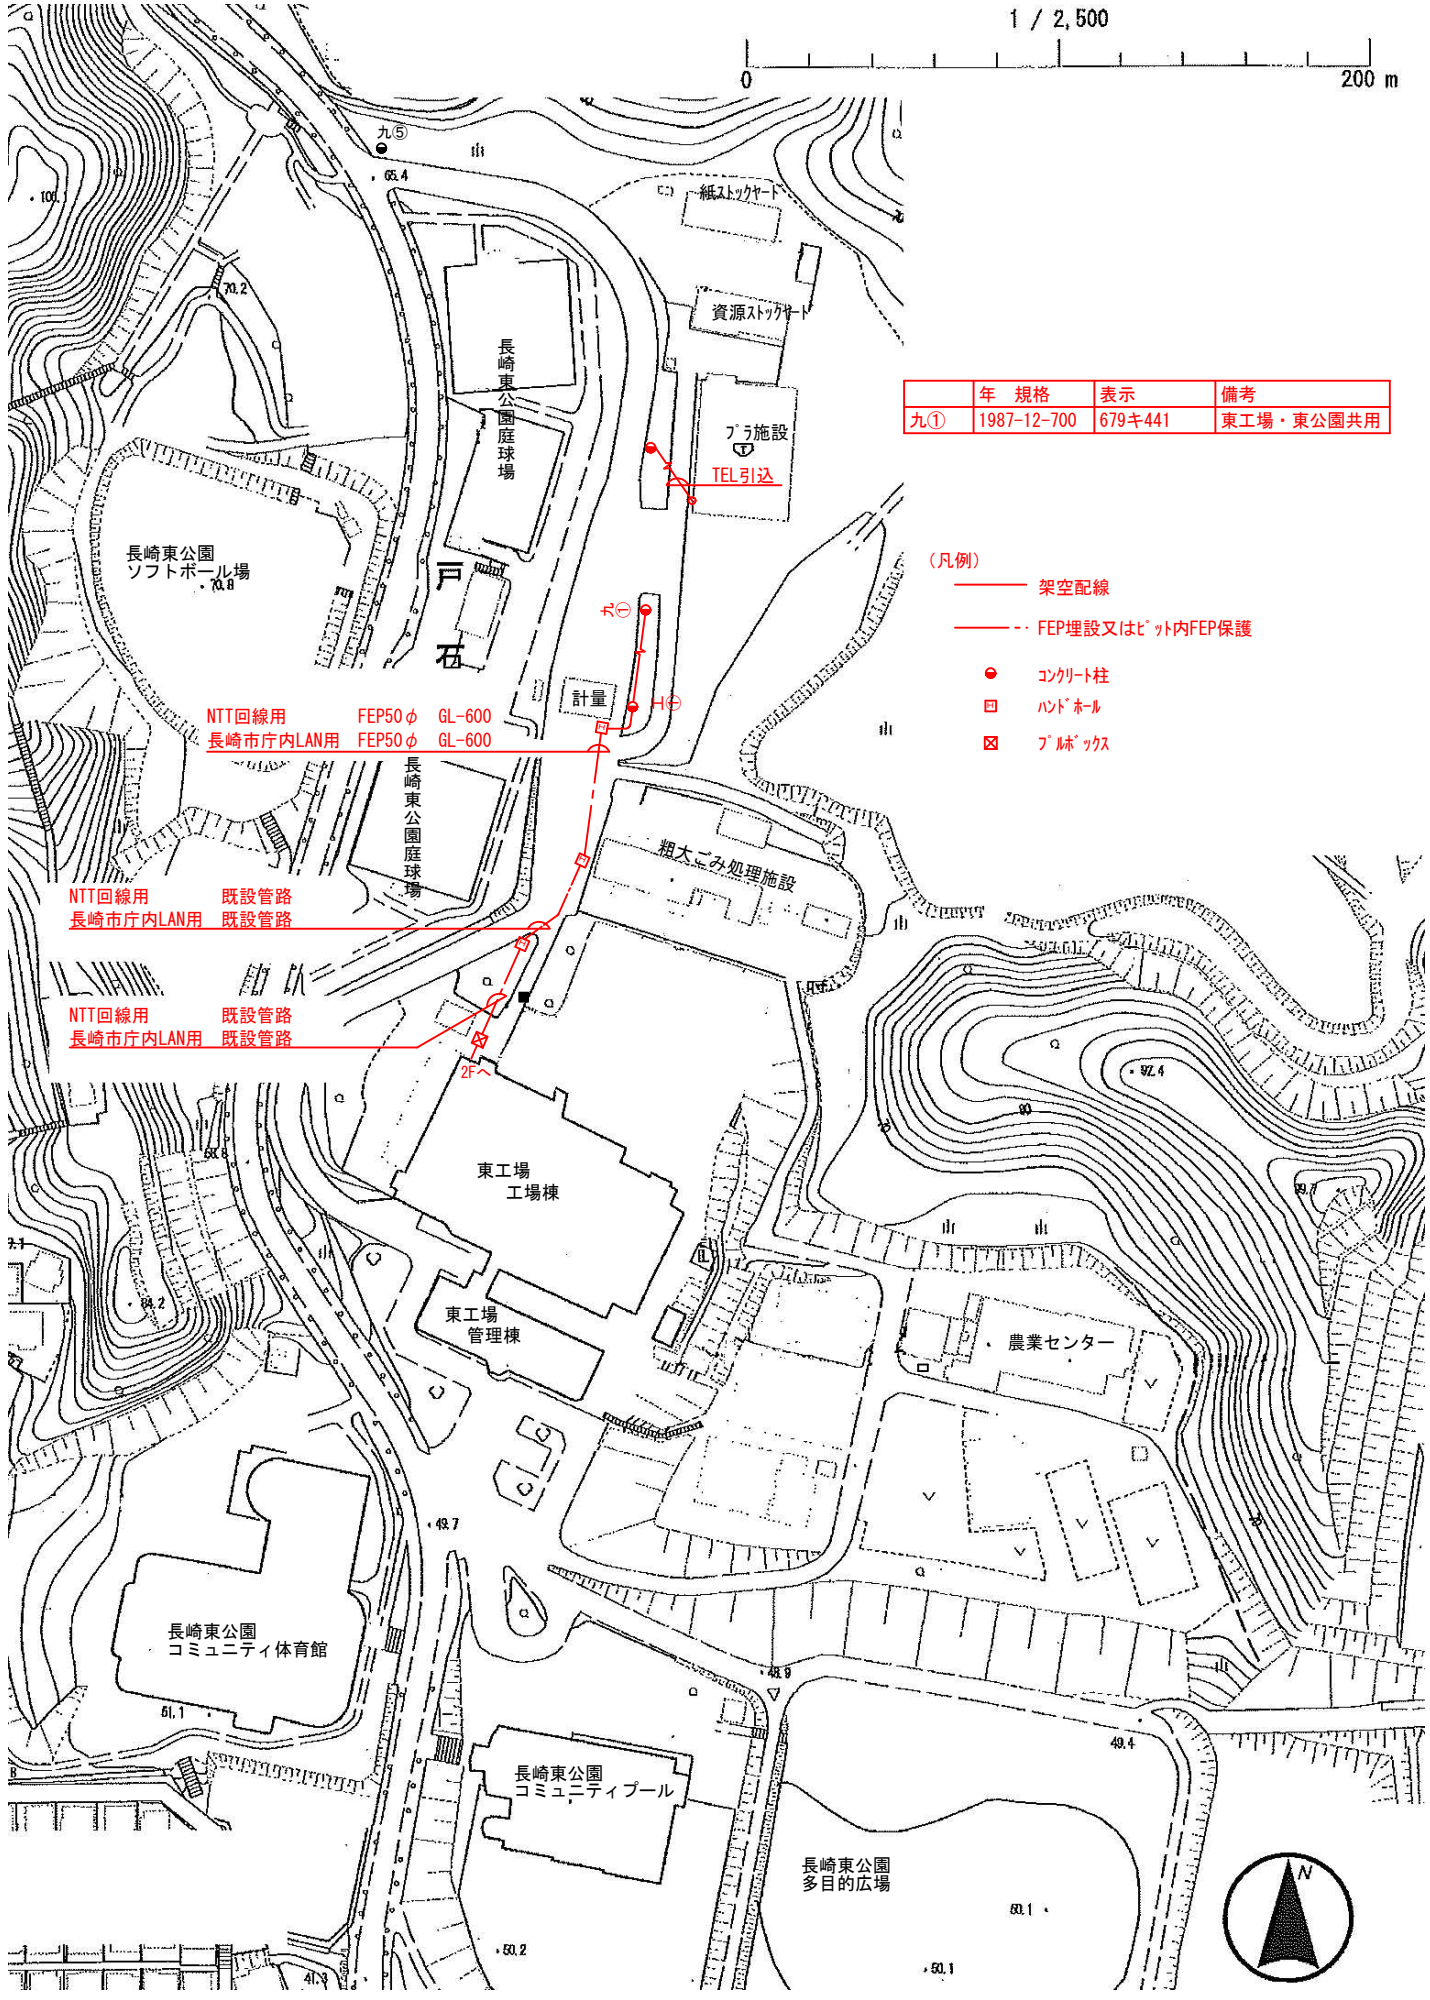 1 / 2,500
0
200 m
九⑤
65.4
紙ストックヤード
70.2
資源ストックヤード
長崎東公園庭球場
年 規格 表示 備考
九① 1987-12-700 679キ441 東工場・東公園共用
プラ施設
TEL引込
長崎東公園
ソフトボール場
70.8
戸石
(凡例)
架空配線
FEP埋設又はピット内FEP保護
コンクリート柱
ハンドホール
プルボックス
九①
計量
工①
NTT回線用 FEP50φ GL-600
長崎市庁内LAN用 FEP50φ GL-600
長崎東公園庭球場
粗大ごみ処理施設
NTT回線用 既設管路
長崎市庁内LAN用 既設管路
NTT回線用 既設管路
長崎市庁内LAN用 既設管路
2Fへ
92.4
90
東工場
工場棟
東工場
管理棟
農業センター
49.7
長崎東公園
コミュニティ体育館
51.1
48.9
49.4
長崎東公園
コミュニティプール
長崎東公園
多目的広場
50.1
50.2
50.1
41.3
N